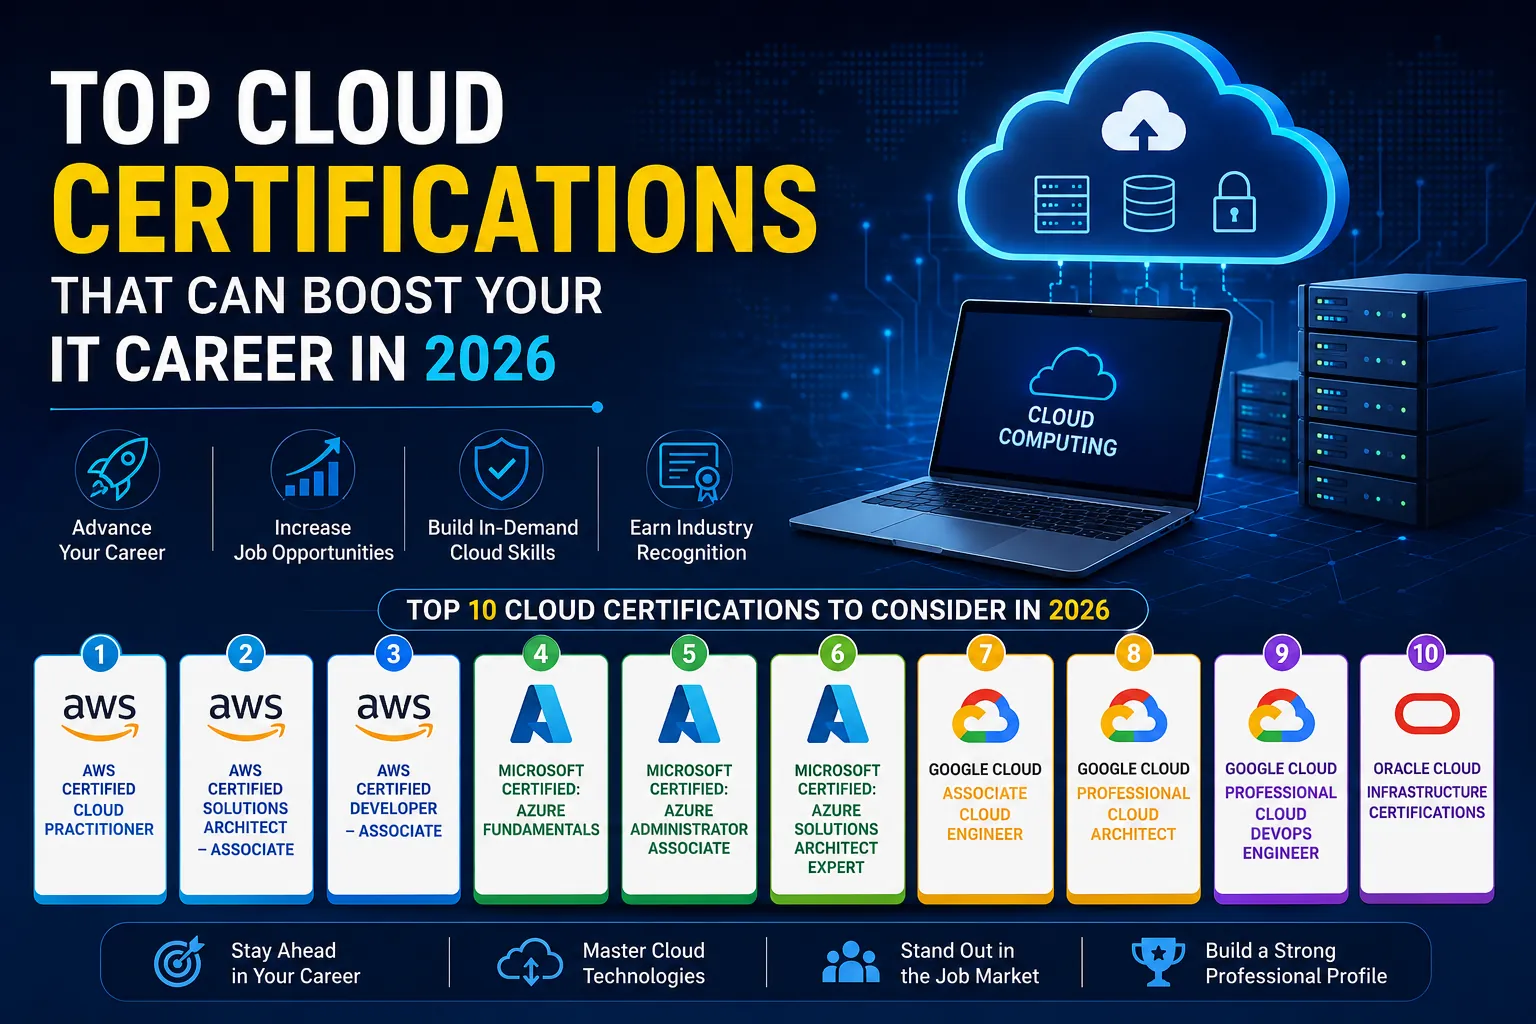 TOP CLOUD
CERTIFICATIONS
THAT CAN BOOST YOUR
IT CAREER IN 2026
CLOUD
COMPUTING
Advance
Your Career
Increase
Job Opportunities
Build In-Demand
Cloud Skills
Earn Industry
Recognition
TOP 10 CLOUD CERTIFICATIONS TO CONSIDER IN 2026
1
aws
AWS
CERTIFIED
CLOUD
PRACTITIONER
2
aws
AWS
CERTIFIED
SOLUTIONS
ARCHITECT
– ASSOCIATE
3
aws
AWS
CERTIFIED
DEVELOPER
– ASSOCIATE
4
MICROSOFT
CERTIFIED:
AZURE
FUNDAMENTALS
5
MICROSOFT
CERTIFIED:
AZURE
ADMINISTRATOR
ASSOCIATE
6
MICROSOFT
CERTIFIED:
AZURE
SOLUTIONS
ARCHITECT
EXPERT
7
GOOGLE CLOUD
ASSOCIATE
CLOUD
ENGINEER
8
GOOGLE CLOUD
PROFESSIONAL
CLOUD
ARCHITECT
9
GOOGLE CLOUD
PROFESSIONAL
CLOUD
DEVOPS
ENGINEER
10
ORACLE CLOUD
INFRASTRUCTURE
CERTIFICATIONS
Stay Ahead
in Your Career
Master Cloud
Technologies
Stand Out in
the Job Market
Build a Strong
Professional Profile